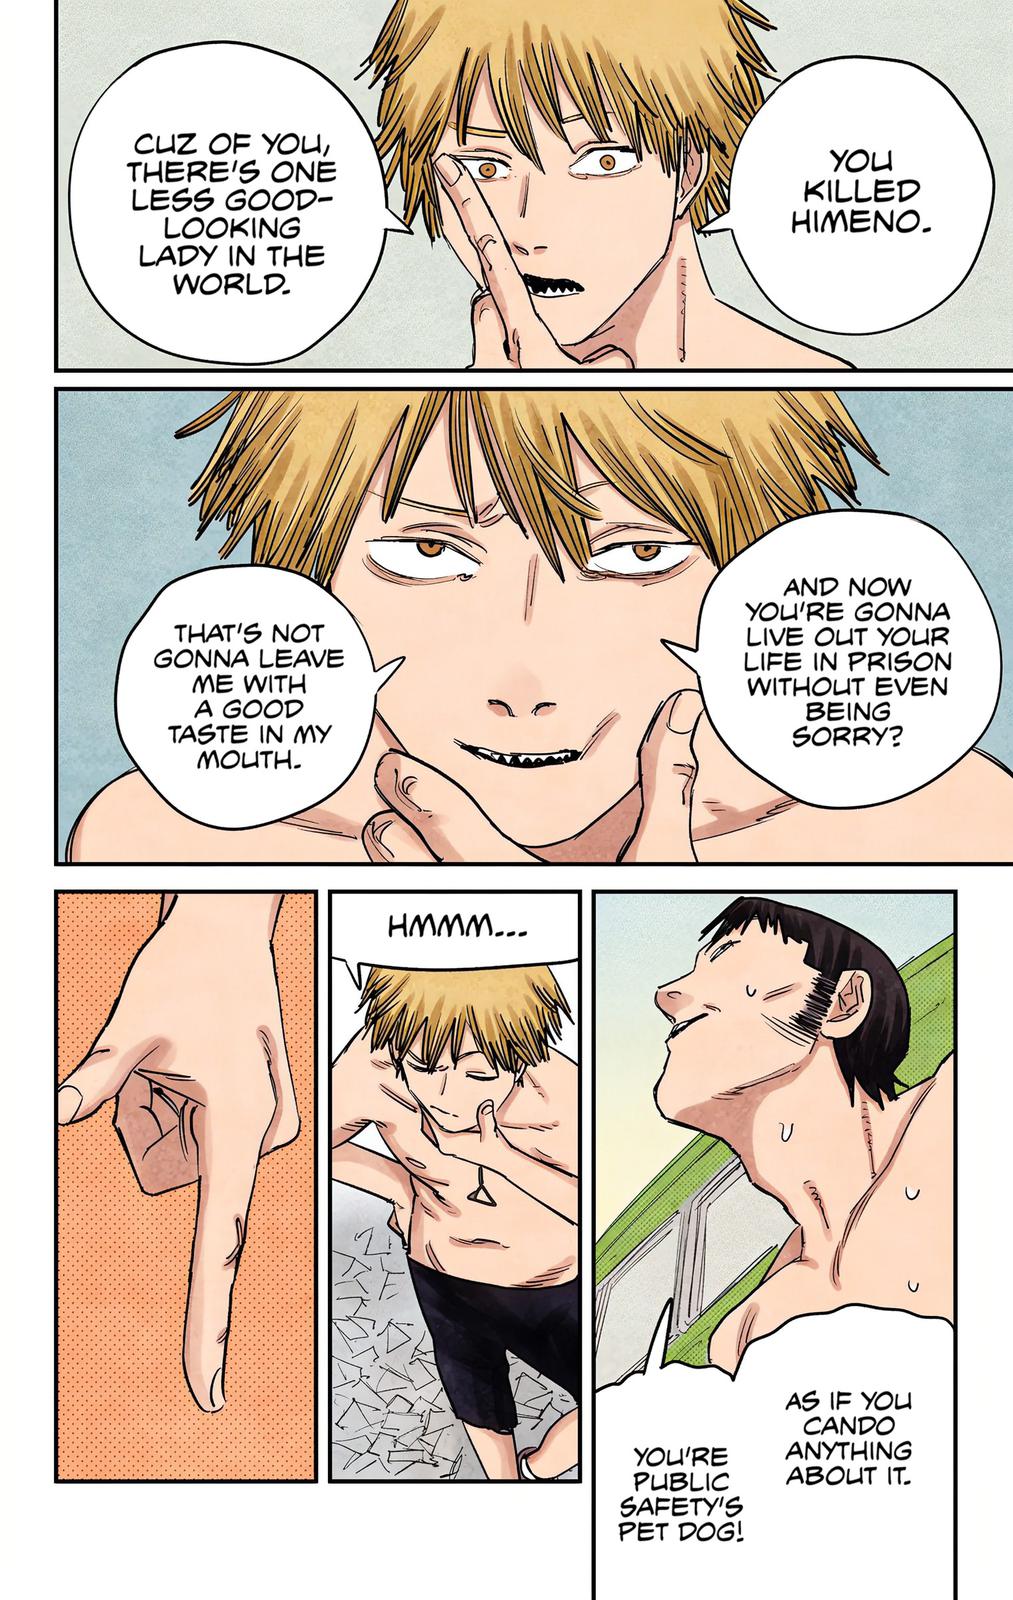 YOU
KILLED
HIMENO.
CUZ OF YOU,
THERE'S ONE
LESS GOOD-
LOOKING
LADY IN THE
WORLD.
AND NOW
YOU'RE GONNA
LIVE OUT YOUR
LIFE IN PRISON
WITHOUT EVEN
BEING
SORRY?
THAT'S NOT
GONNA LEAVE
ME WITH
A GOOD
TASTE IN MY
MOUTH.
AS IF YOU
CANDO
ANYTHING
ABOUT IT.
YOU'RE
PUBLIC
SAFETY'S
PET DOG!
HMMM...